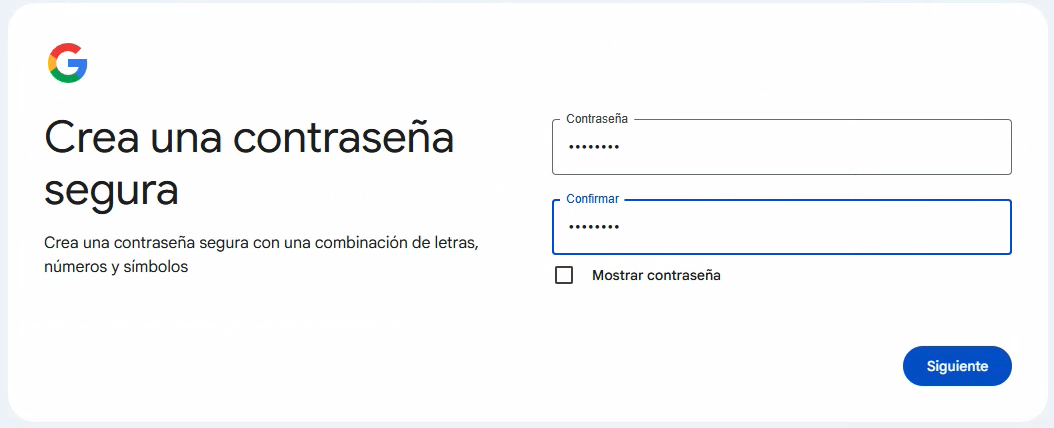 Crea una contraseña
segura
Crea una contraseña segura con una combinación de letras,
números y símbolos
Contraseña
••••••••
Confirmar
••••••••
Mostrar contraseña
Siguiente